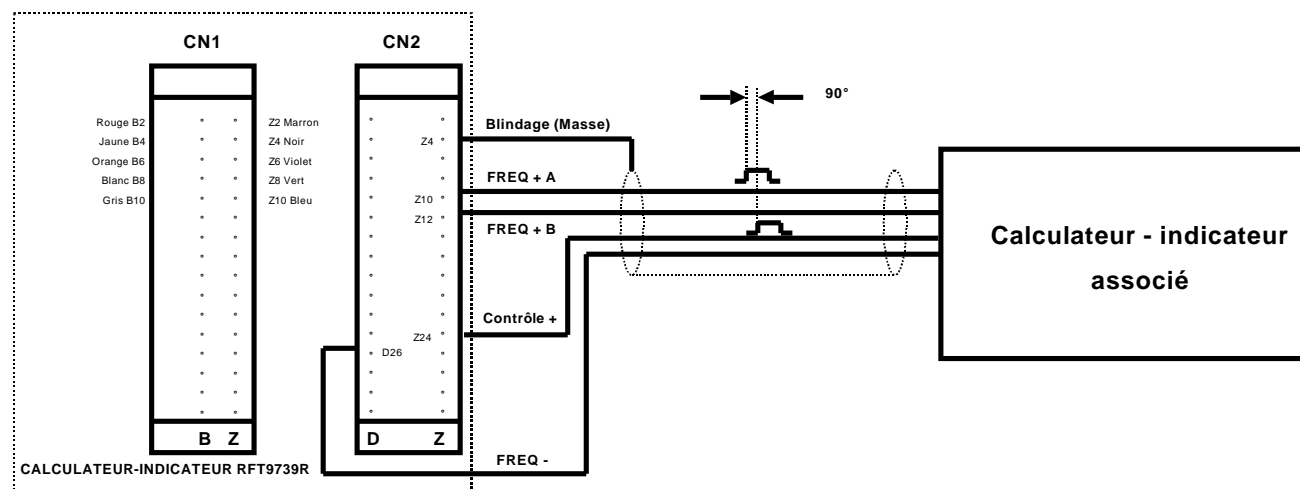 CN1
CN2
90°
Rouge B2
Z2 Marron
Blindage (Masse)
Jaune B4
Z4 Noir
Z4
Orange B6
Z6 Violet
Blanc B8
Z8 Vert
FREQ + A
Gris B10
Z10 Bleu
Z10
Z12
FREQ + B
Calculateur - indicateur
associé
Contrôle +
Z24
D26
B Z
D Z
FREQ -
CALCULATEUR-INDICATEUR RFT9739R